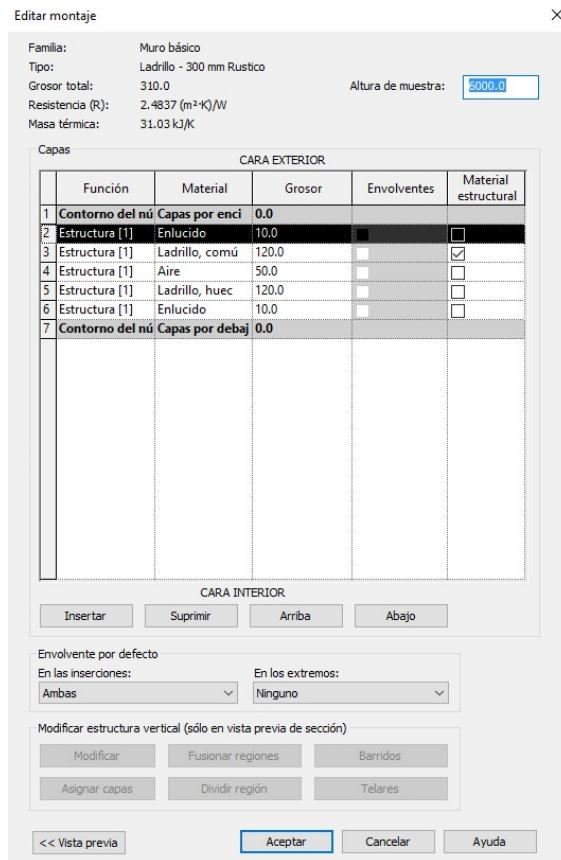 Editar montaje
Familia: Muro básico
Tipo: Ladrillo - 300 mm Rustico
Grosor total: 310.0 Altura de muestra: 6000.0
Resistencia (R): 2.4837 (m²·K)/W
Masa térmica: 31.03 kJ/K
Capas
CARA EXTERIOR
Función Material Grosor Envolventes Material estructural
1 Contorno del nú Capas por enci 0.0
2 Estructura [1] Enlucido 10.0
3 Estructura [1] Ladrillo, comú 120.0
4 Estructura [1] Aire 50.0
5 Estructura [1] Ladrillo, huec 120.0
6 Estructura [1] Enlucido 10.0
7 Contorno del nú Capas por debaj 0.0
CARA INTERIOR
Insertar Suprimir Arriba Abajo
Envolvente por defecto
En las inserciones: En los extremos:
Ambas Ninguno
Modificar estructura vertical (sólo en vista previa de sección)
Modificar Fusionar regiones Barridos
Asignar capas Dividir región Telares
<< Vista previa Aceptar Cancelar Ayuda